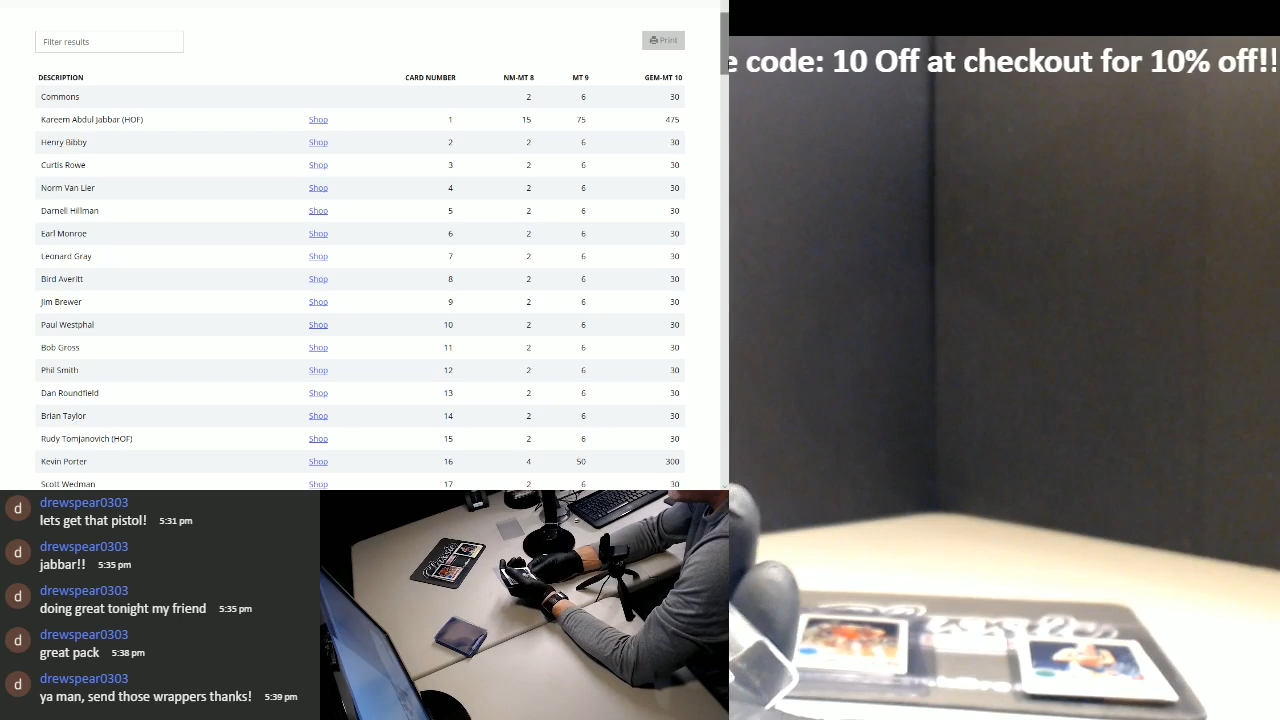 Filter results
Print
DESCRIPTION CARD NUMBER NM-MT 8 MT 9 GEM-MT 10
Commons 2 6 30
Kareem Abdul Jabbar (HOF) Shop 1 15 75 475
Henry Bibby Shop 2 2 6 30
Curtis Rowe Shop 3 2 6 30
Norm Van Lier Shop 4 2 6 30
Darnell Hillman Shop 5 2 6 30
Earl Monroe Shop 6 2 6 30
Leonard Gray Shop 7 2 6 30
Bird Averitt Shop 8 2 6 30
Jim Brewer Shop 9 2 6 30
Paul Westphal Shop 10 2 6 30
Bob Gross Shop 11 2 6 30
Phil Smith Shop 12 2 6 30
Dan Roundfield Shop 13 2 6 30
Brian Taylor Shop 14 2 6 30
Rudy Tomjanovich (HOF) Shop 15 2 6 30
Kevin Porter Shop 16 4 50 300
Scott Wedman Shop 17 2 6 30
e code: 10 Off at checkout for 10% off!!
d drewspear0303
lets get that pistol! 5:31 pm
d drewspear0303
jabbar!! 5:35 pm
d drewspear0303
doing great tonight my friend 5:35 pm
d drewspear0303
great pack 5:38 pm
d drewspear0303
ya man, send those wrappers thanks! 5:39 pm